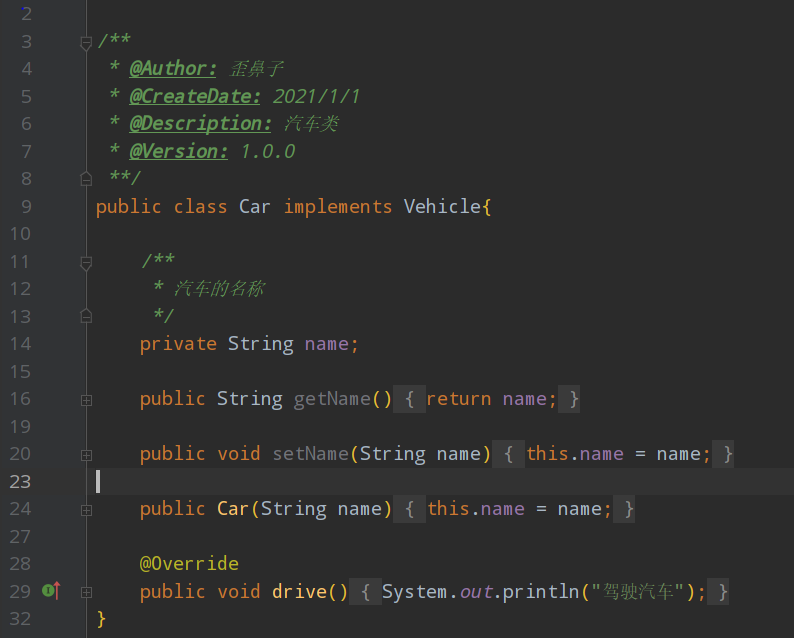 2
3 /**
4 * @Author: 歪鼻子
5 * @CreateDate: 2021/1/1
6 * @Description: 汽车类
7 * @Version: 1.0.0
8 **/
9 public class Car implements Vehicle{
10
11 /**
12 * 汽车的名称
13 */
14 private String name;
15
16 public String getName() { return name; }
19
20 public void setName(String name) { this.name = name; }
23
24 public Car(String name) { this.name = name; }
27
28 @Override
29 public void drive() { System.out.println("驾驶汽车"); }
32 }